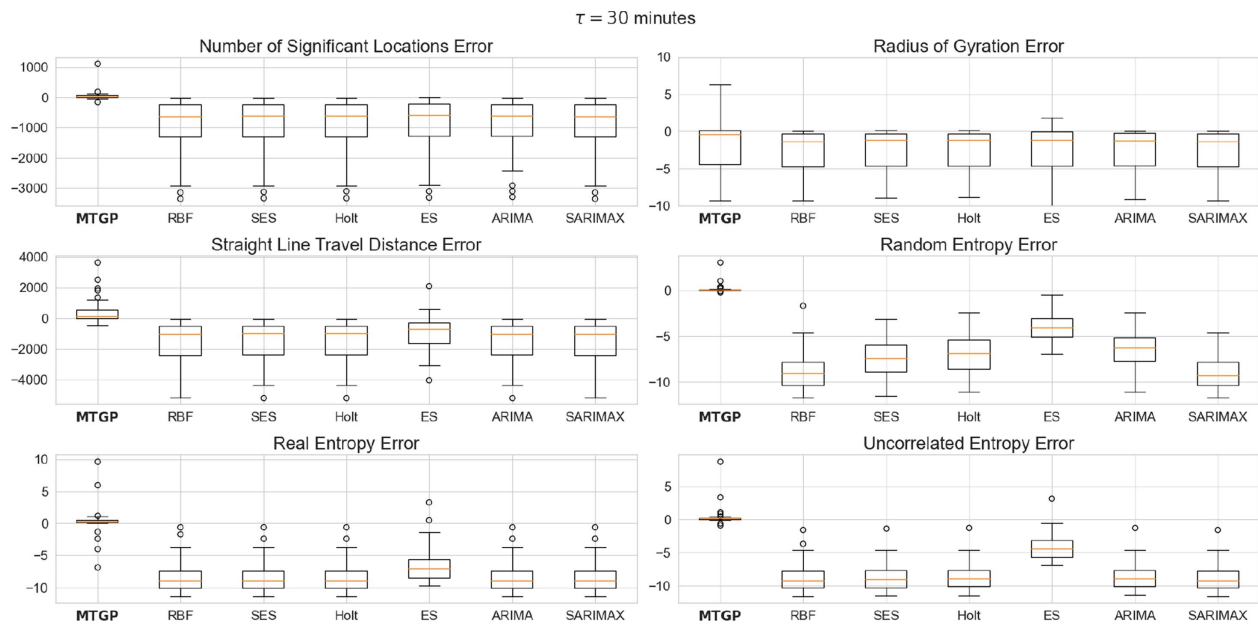 τ = 30 minutes
Number of Significant Locations Error
1000
0
−1000
−2000
−3000
MTGP RBF SES Holt ES ARIMA SARIMAX
Radius of Gyration Error
10
5
0
−5
−10
MTGP RBF SES Holt ES ARIMA SARIMAX
Straight Line Travel Distance Error
4000
2000
0
−2000
−4000
MTGP RBF SES Holt ES ARIMA SARIMAX
Random Entropy Error
0
−5
−10
MTGP RBF SES Holt ES ARIMA SARIMAX
Real Entropy Error
10
5
0
−5
−10
MTGP RBF SES Holt ES ARIMA SARIMAX
Uncorrelated Entropy Error
5
0
−5
−10
MTGP RBF SES Holt ES ARIMA SARIMAX